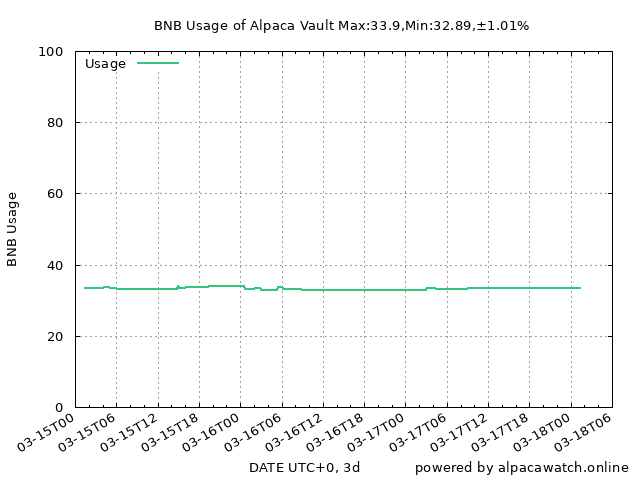 BNB Usage of Alpaca Vault Max:33.9,Min:32.89,±1.01%
Usage
100
80
60
40
20
0
BNB Usage
03-15T00
03-15T06
03-15T12
03-15T18
03-16T00
03-16T06
03-16T12
03-16T18
03-17T00
03-17T06
03-17T12
03-17T18
03-18T00
03-18T06
DATE UTC+0, 3d
powered by alpacawatch.online